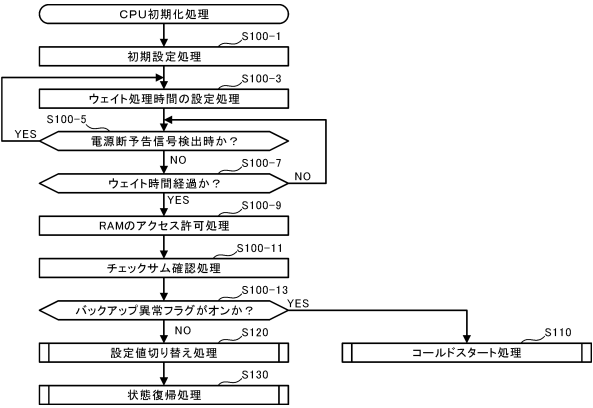 CPU初期化処理
S100-1
初期設定処理
S100-3
ウェイト処理時間の設定処理
S100-5
YES
電源断予告信号検出時か?
NO
S100-7
ウェイト時間経過か?
NO
YES
S100-9
RAMのアクセス許可処理
S100-11
チェックサム確認処理
S100-13
バックアップ異常フラグがオンか?
YES
NO
S120
設定値切り替え処理
S110
コールドスタート処理
S130
状態復帰処理